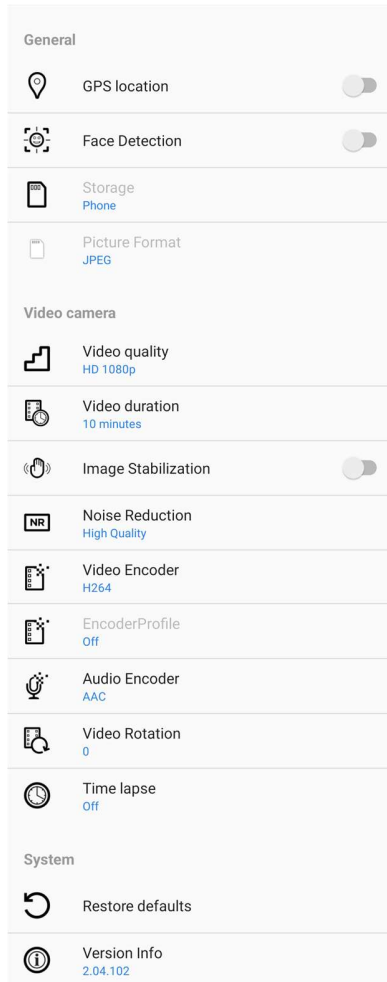 General
GPS location
Face Detection
Storage
Phone
Picture Format
JPEG
Video camera
Video quality
HD 1080p
Video duration
10 minutes
Image Stabilization
NR
Noise Reduction
High Quality
Video Encoder
H264
EncoderProfile
Off
Audio Encoder
AAC
Video Rotation
0
Time lapse
Off
System
Restore defaults
Version Info
2.04.102